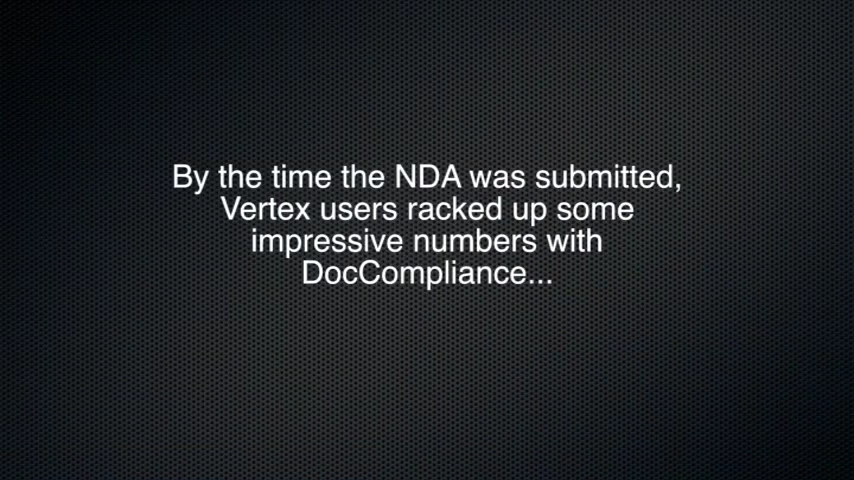 By the time the NDA was submitted,
Vertex users racked up some
impressive numbers with
DocCompliance...